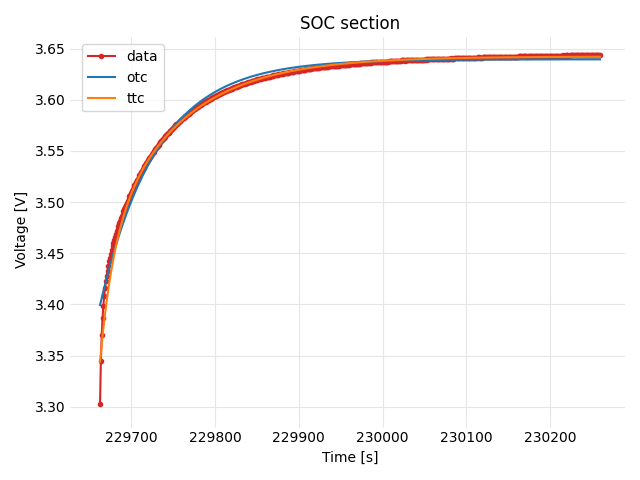 SOC section
data
otc
ttc
Voltage [V]
3.65
3.60
3.55
3.50
3.45
3.40
3.35
3.30
229700 229800 229900 230000 230100 230200
Time [s]